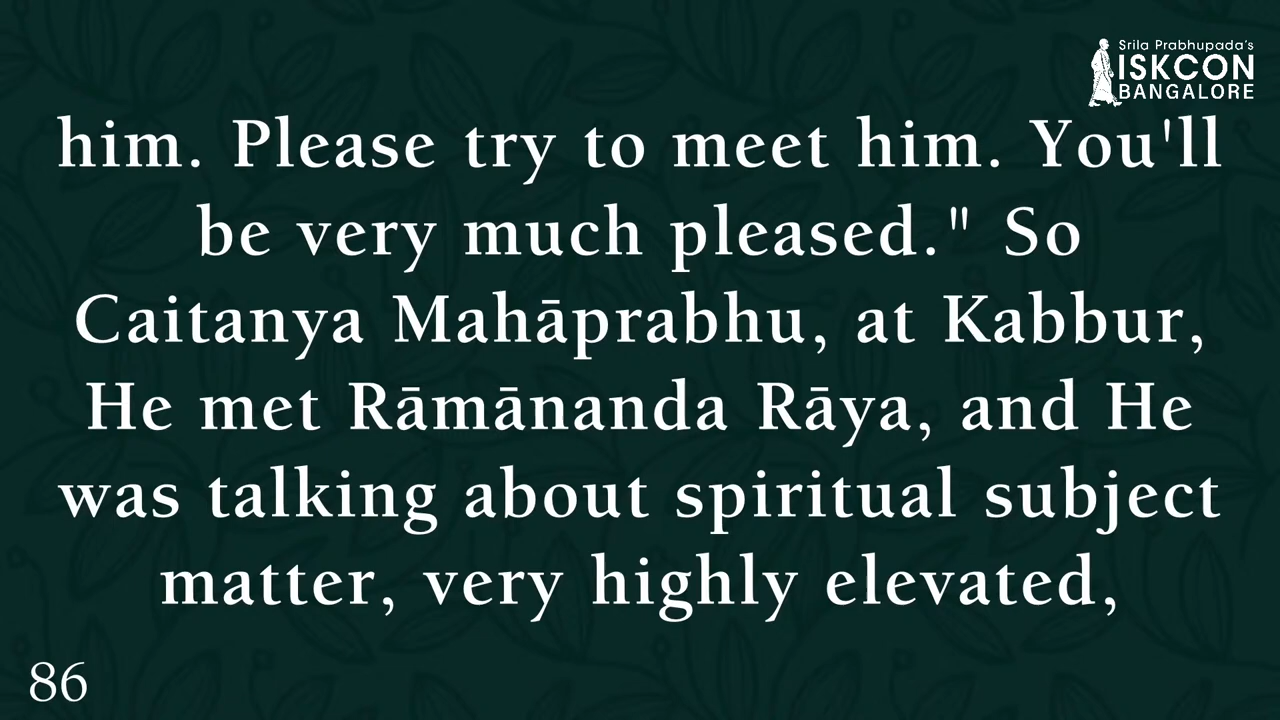 Srila Prabhupada's
ISKCON
BANGALORE
him. Please try to meet him. You'll
be very much pleased." So
Caitanya Mahāprabhu, at Kabbur,
He met Rāmānanda Rāya, and He
was talking about spiritual subject
matter, very highly elevated,
86